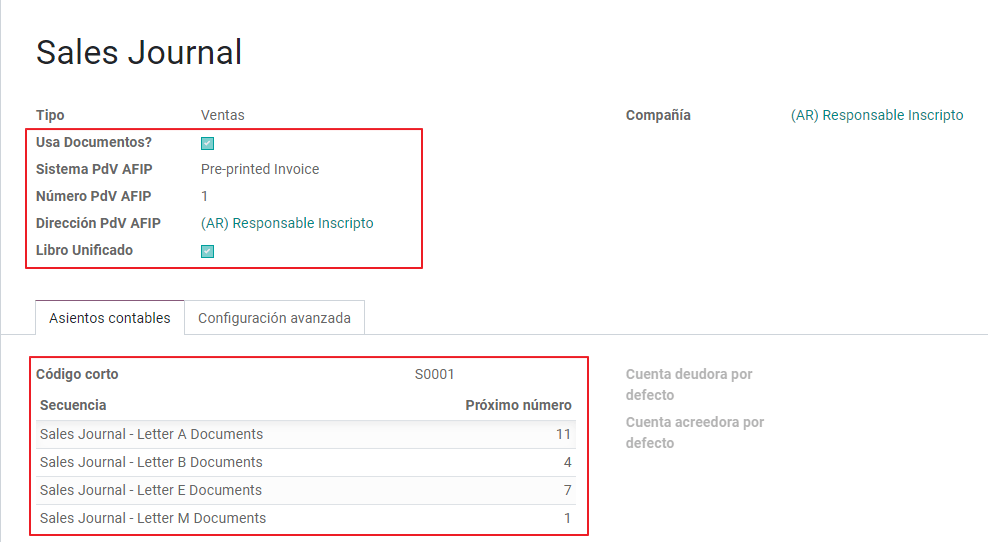 Sales Journal
Tipo Ventas Compañía (AR) Responsable Inscripto
Usa Documentos?
Sistema PdV AFIP Pre-printed Invoice
Número PdV AFIP 1
Dirección PdV AFIP (AR) Responsable Inscripto
Libro Unificado
Asientos contables Configuración avanzada
Código corto S0001
Secuencia Próximo número
Sales Journal - Letter A Documents 11
Sales Journal - Letter B Documents 4
Sales Journal - Letter E Documents 7
Sales Journal - Letter M Documents 1
Cuenta deudora por
defecto
Cuenta acreedora por
defecto